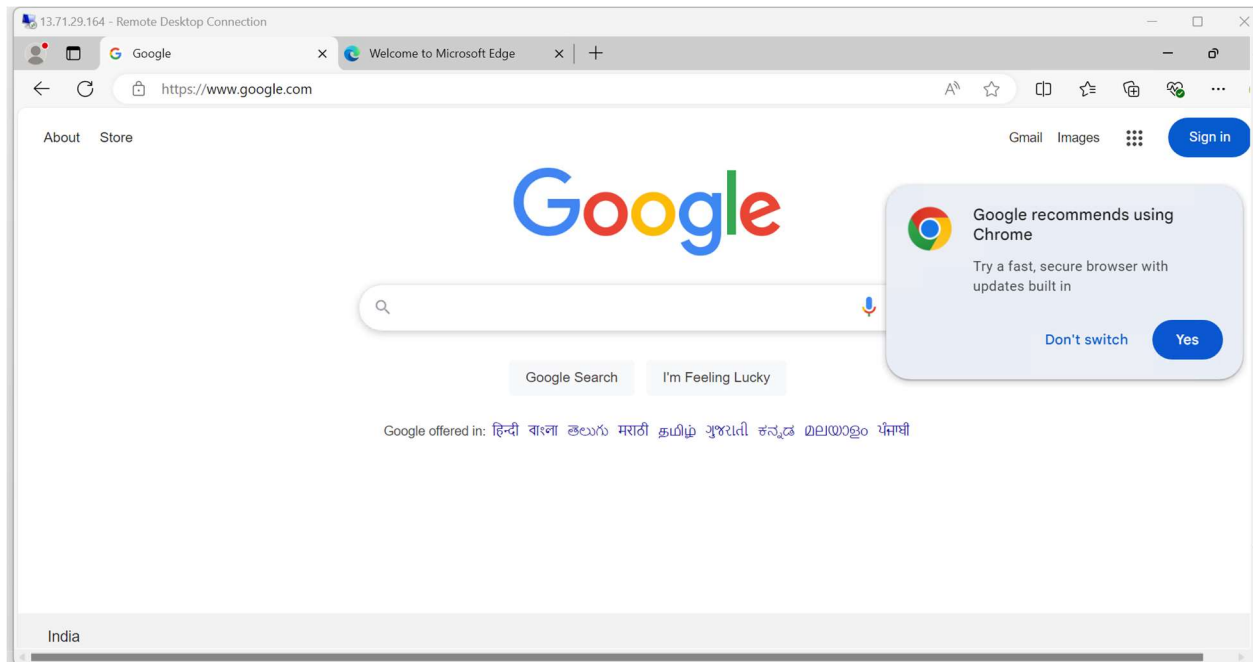 13.71.29.164 - Remote Desktop Connection
Google
Welcome to Microsoft Edge
https://www.google.com
About Store
Gmail Images
Sign in
Google
Google recommends using
Chrome
Try a fast, secure browser with
updates built in
Don't switch
Yes
Google Search
I'm Feeling Lucky
Google offered in: हिन्दी বাংলা తెలుగు मराठी தமிழ் ગુજરાતી ಕನ್ನಡ മലയാളം ਪੰਜਾਬੀ
India